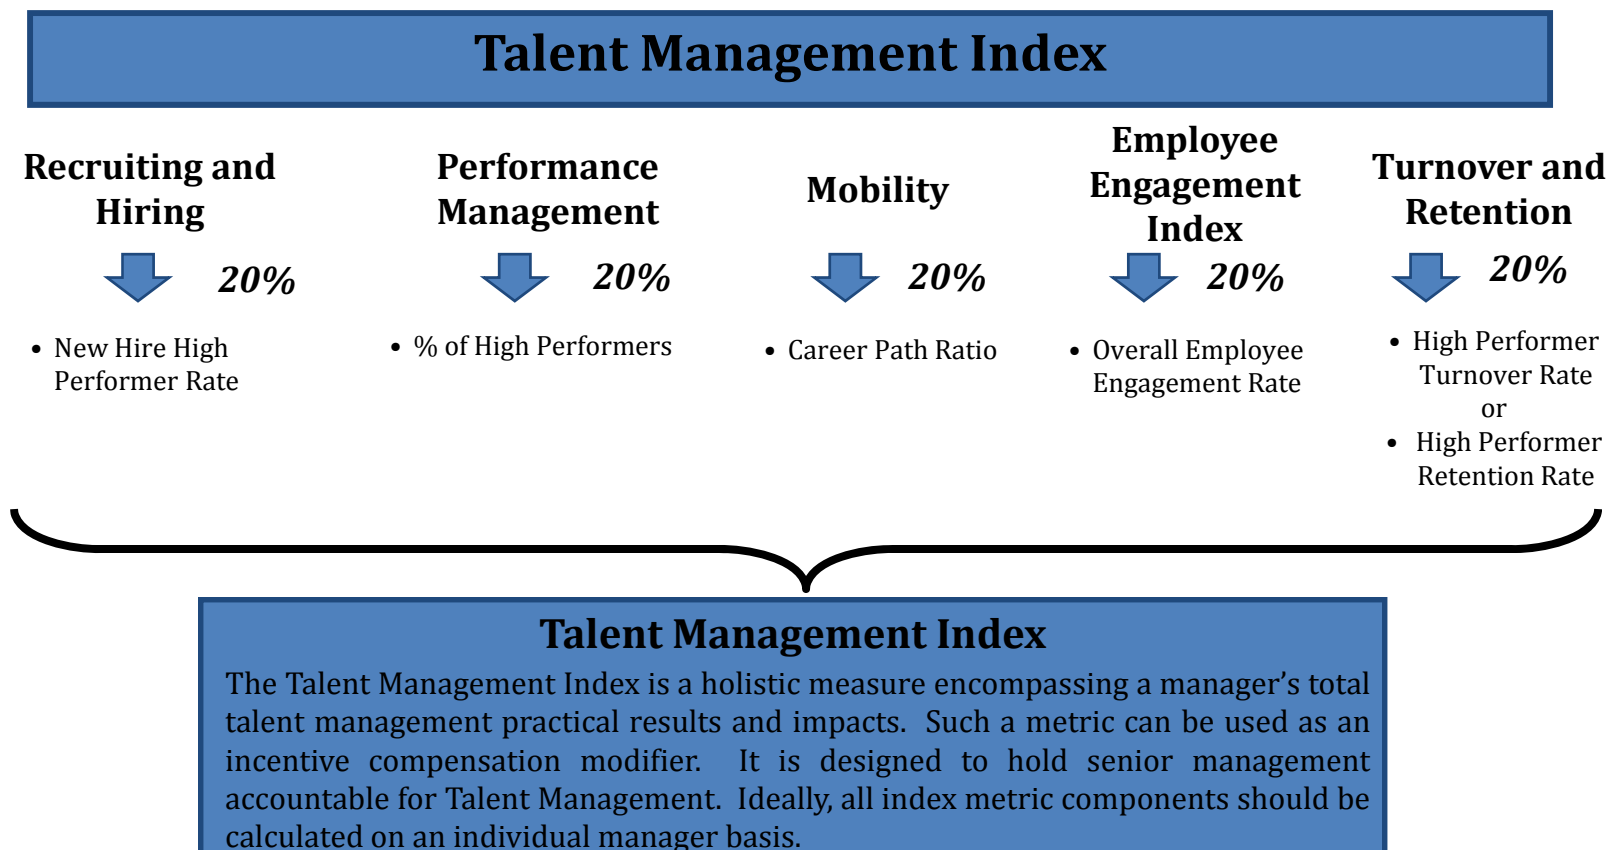 Talent Management Index
Recruiting and
Hiring
20%
• New Hire High
Performer Rate
Performance
Management
20%
• % of High Performers
Mobility
20%
• Career Path Ratio
Employee
Engagement
Index
20%
• Overall Employee
Engagement Rate
Turnover and
Retention
20%
• High Performer
Turnover Rate
or
• High Performer
Retention Rate
Talent Management Index
The Talent Management Index is a holistic measure encompassing a manager’s total
talent management practical results and impacts. Such a metric can be used as an
incentive compensation modifier. It is designed to hold senior management
accountable for Talent Management. Ideally, all index metric components should be
calculated on an individual manager basis.